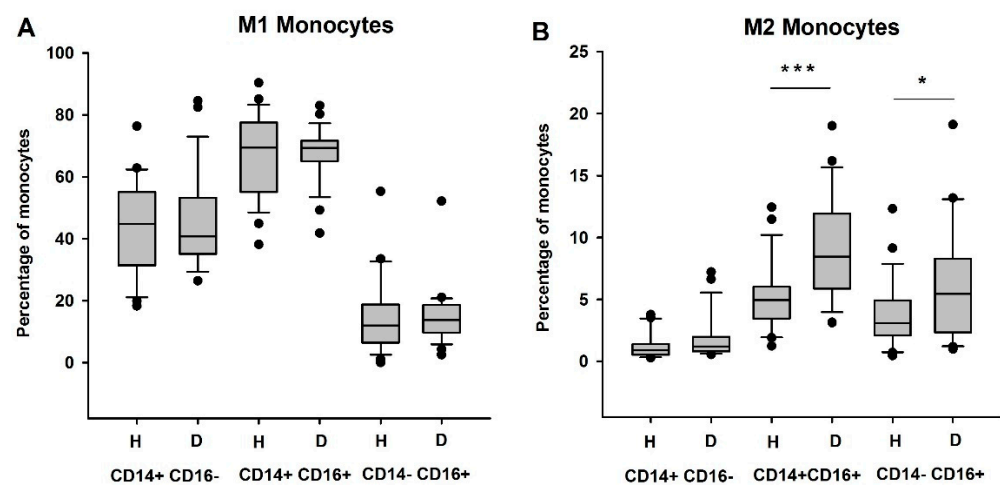 A
M1 Monocytes
Percentage of monocytes
100
80
60
40
20
0
H D H D H D
CD14+ CD16- CD14+ CD16+ CD14- CD16+
B
M2 Monocytes
Percentage of monocytes
25
20
15
10
5
0
***
*
H D H D H D
CD14+ CD16- CD14+CD16+ CD14- CD16+